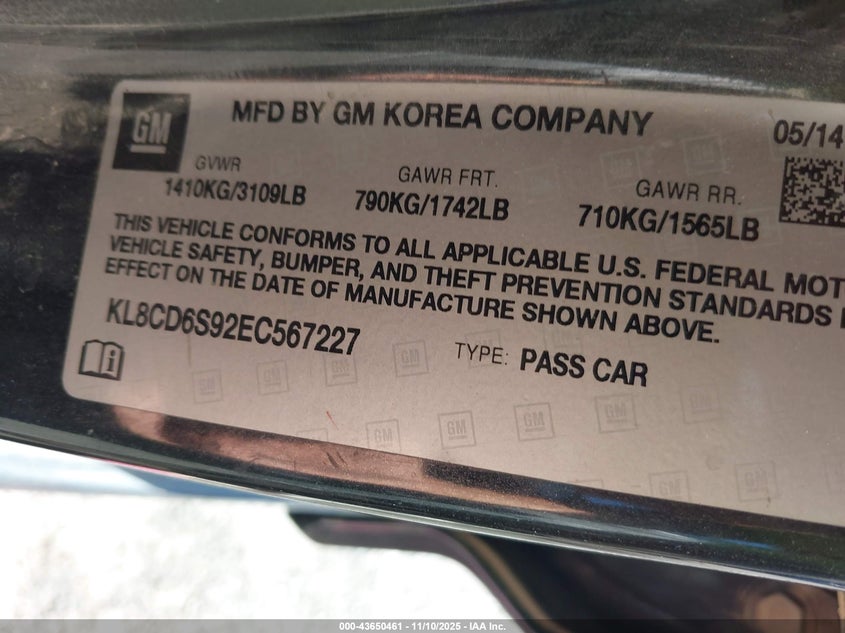 GM
MFD BY GM KOREA COMPANY
05/14
GVWR
1410KG/3109LB
GAWR FRT.
790KG/1742LB
GAWR RR.
710KG/1565LB
THIS VEHICLE CONFORMS TO ALL APPLICABLE U.S. FEDERAL MOT
VEHICLE SAFETY, BUMPER, AND THEFT PREVENTION STANDARDS
EFFECT ON THE DATE OF MANUFACTURE SHOWN ABOVE.
KL8CD6S92EC567227
TYPE: PASS CAR
000-43650461 - 11/10/2025 - IAA Inc.